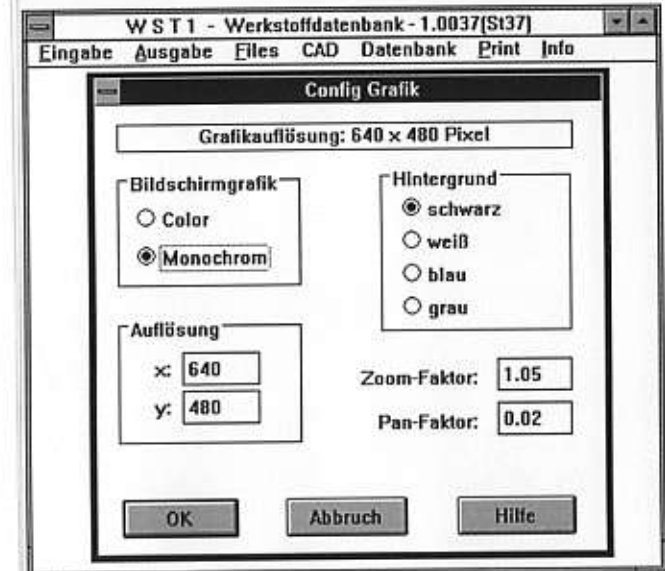 WST1 - Werkstoffdatenbank - 1.0037[St37]
Eingabe Ausgabe Files CAD Datenbank Print Info
Config Grafik
Grafikauflösung: 640 x 480 Pixel
Bildschirmgrafik
Color
Monochrom
Hintergrund
schwarz
weiß
blau
grau
Auflösung
x: 640
y: 480
Zoom-Faktor: 1.05
Pan-Faktor: 0.02
OK Abbruch Hilfe